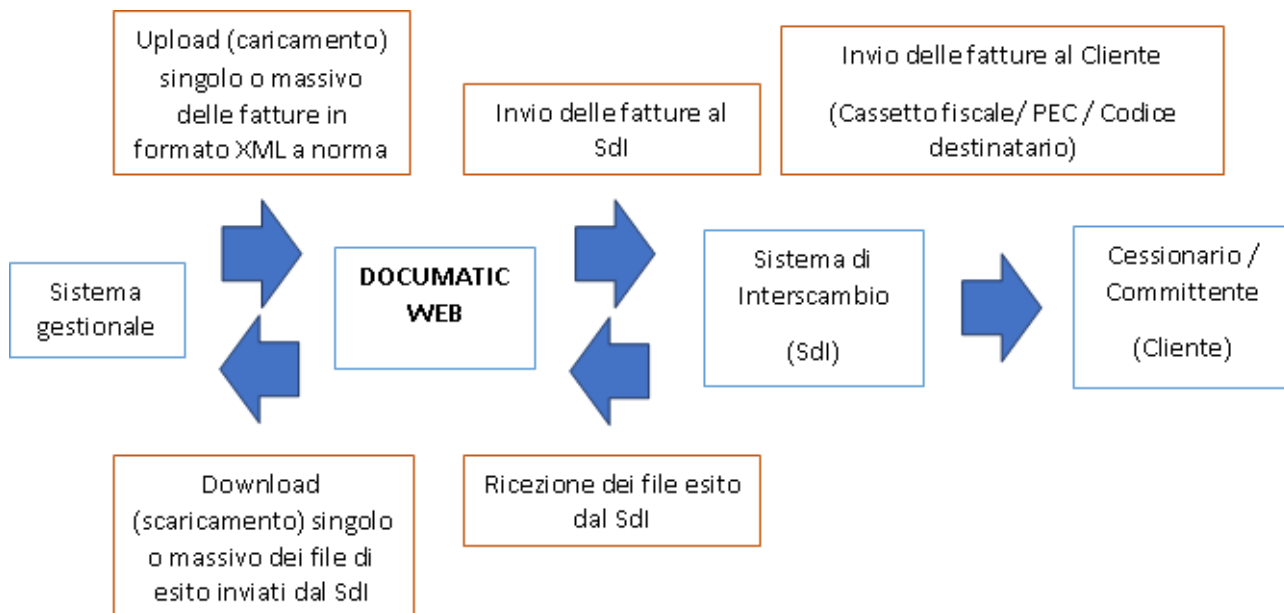 Upload (caricamento)
singolo o massivo
delle fatture in
formato XML a norma
Invio delle fatture al
SdI
Invio delle fatture al Cliente
(Cassetto fiscale/ PEC / Codice
destinatario)
Sistema
gestionale
DOCUMATIC
WEB
Sistema di
Interscambio
(SdI)
Cessionario /
Committente
(Cliente)
Download
(scaricamento) singolo
o massivo dei file di
esito inviati dal SdI
Ricezione dei file esito
dal SdI